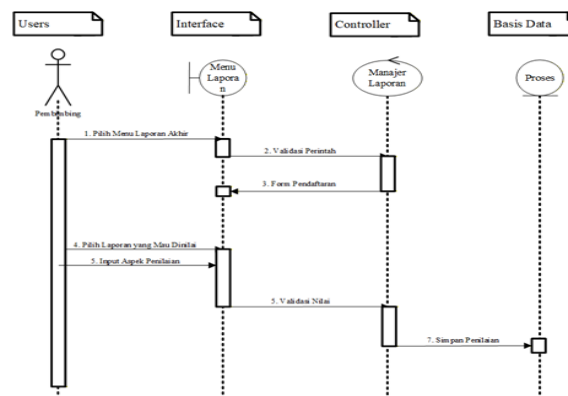 Users
Interface
Controller
Basis Data
Menu
Lapora
n
Manajer
Laporan
Proses
Pembimbing
1. Pilih Menu Laporan Akhir
2. Validasi Perintah
3. Form Pendaftaran
4. Pilih Laporan yang Mau Dinilai
5. Input Aspek Penilaian
5. Validasi Nilai
7. Simpan Penilaian